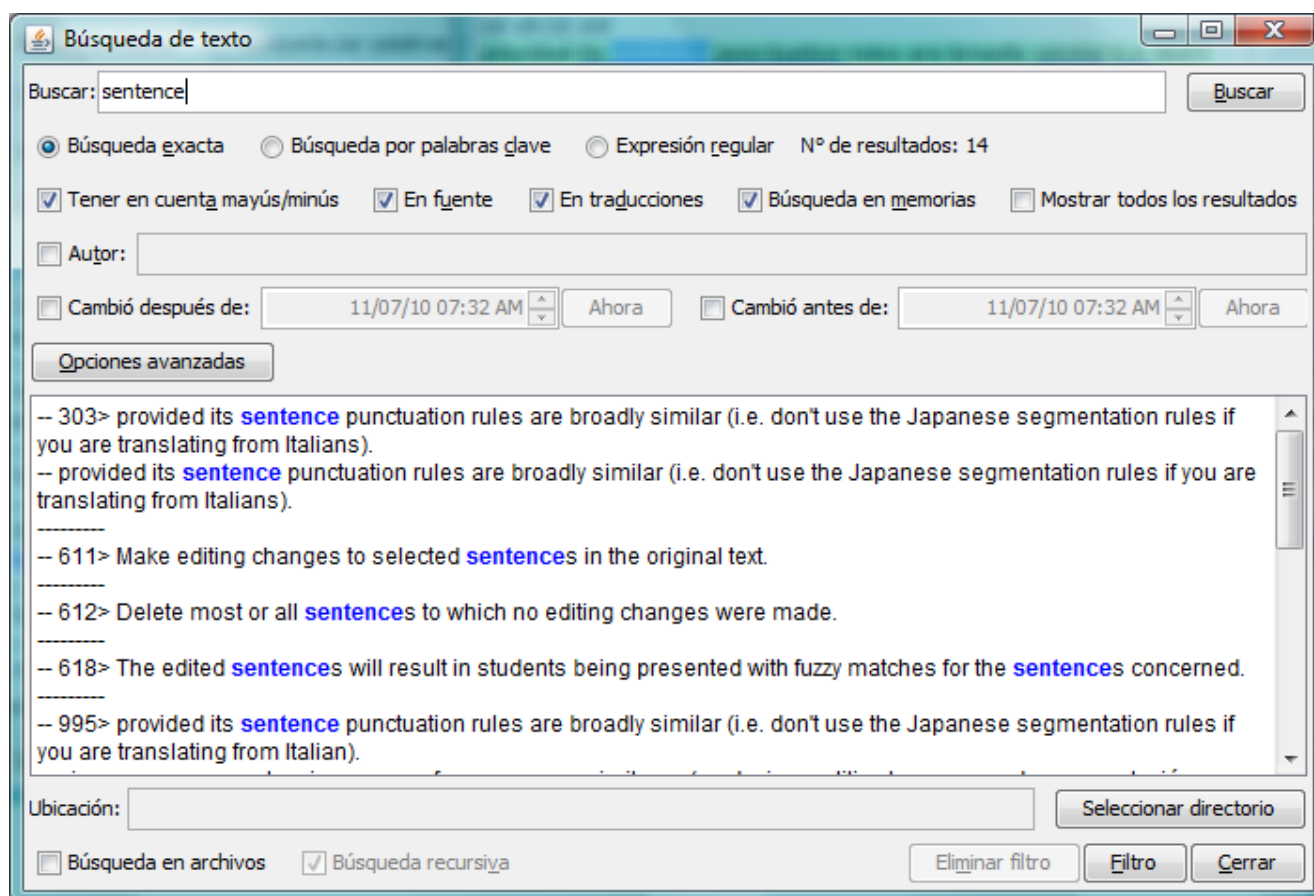 Búsqueda de texto
Buscar: sentence Buscar
Búsqueda exacta Búsqueda por palabras clave Expresión regular Nº de resultados: 14
Tener en cuenta mayús/minús En fuente En traducciones Búsqueda en memorias Mostrar todos los resultados
Autor:
Cambió después de: 11/07/10 07:32 AM Ahora Cambió antes de: 11/07/10 07:32 AM Ahora
Opciones avanzadas
-- 303> provided its sentence punctuation rules are broadly similar (i.e. don't use the Japanese segmentation rules if
you are translating from Italians).
-- provided its sentence punctuation rules are broadly similar (i.e. don't use the Japanese segmentation rules if you are
translating from Italians).
---------
-- 611> Make editing changes to selected sentences in the original text.
---------
-- 612> Delete most or all sentences to which no editing changes were made.
---------
-- 618> The edited sentences will result in students being presented with fuzzy matches for the sentences concerned.
---------
-- 995> provided its sentence punctuation rules are broadly similar (i.e. don't use the Japanese segmentation rules if
you are translating from Italian).
Ubicación: Seleccionar directorio
Búsqueda en archivos Búsqueda recursiva Eliminar filtro Filtro Cerrar